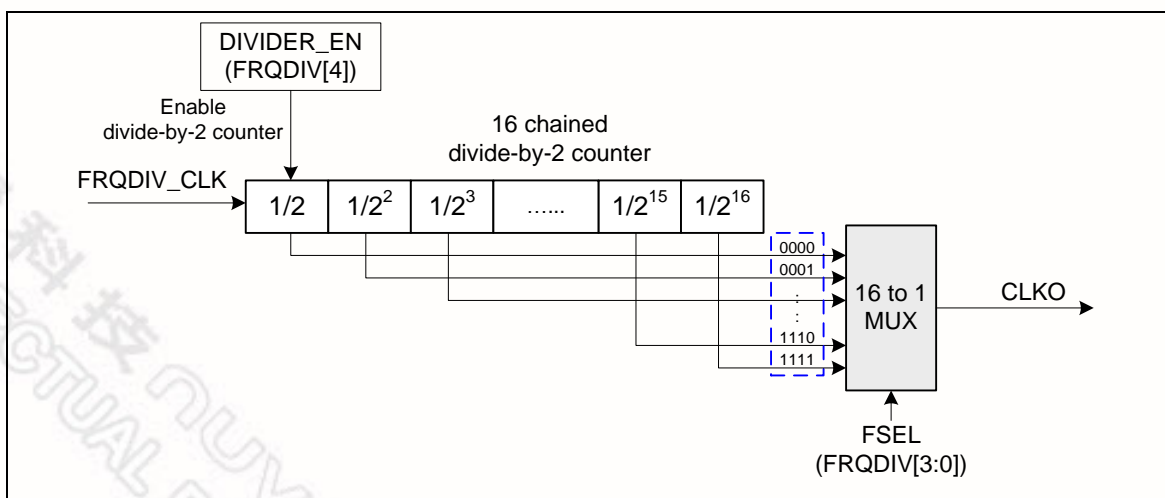 DIVIDER_EN
(FRQDIV[4])
Enable
divide-by-2 counter
16 chained
divide-by-2 counter
FRQDIV_CLK
1/2
1/2²
1/2³
…...
1/2¹⁵
1/2¹⁶
0000
0001
:
:
1110
1111
16 to 1
MUX
CLKO
FSEL
(FRQDIV[3:0])
科技